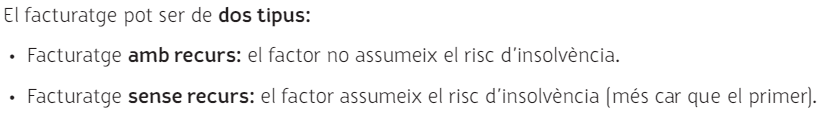 El facturatge pot ser de dos tipus:
• Facturatge amb recurs: el factor no assumeix el risc d'insolvència.
• Facturatge sense recurs: el factor assumeix el risc d'insolvència (més car que el primer).